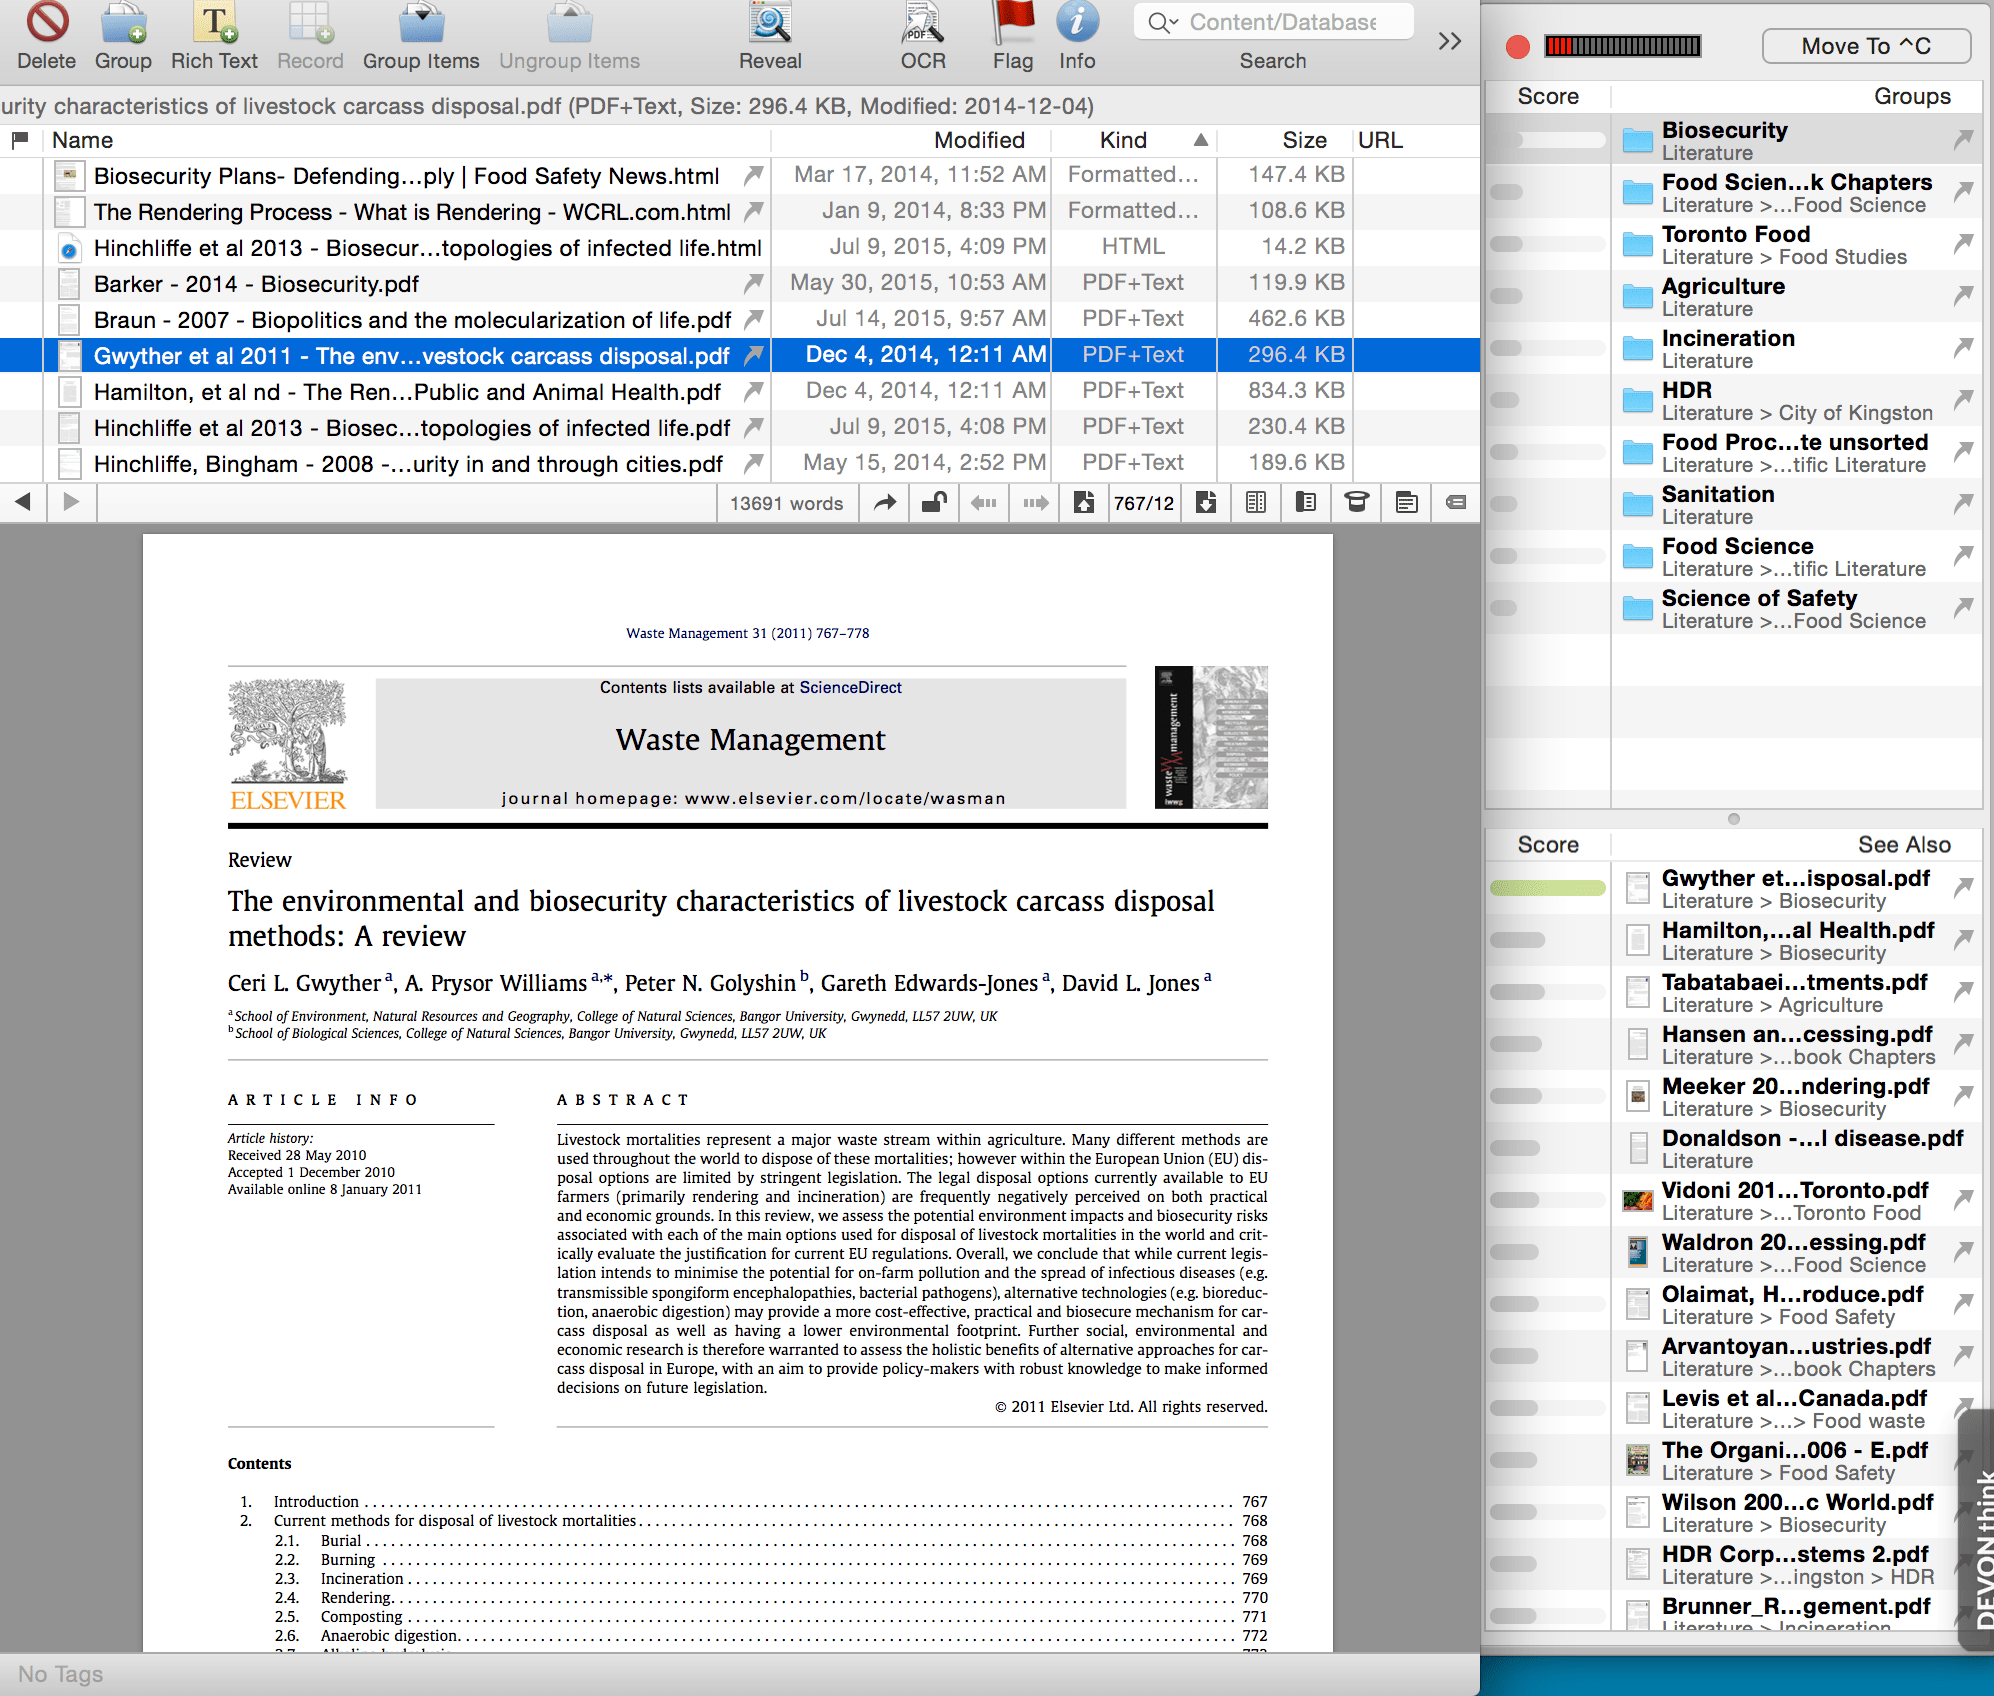 Delete Group Rich Text Record Group Items Ungroup Items Reveal OCR Flag Info Search
Content/Database
urity characteristics of livestock carcass disposal.pdf (PDF+Text, Size: 296.4 KB, Modified: 2014-12-04)
Name Modified Kind Size URL
Biosecurity Plans- Defending...ply | Food Safety News.html Mar 17, 2014, 11:52 AM Formatted... 147.4 KB
The Rendering Process - What is Rendering - WCRL.com.html Jan 9, 2014, 8:33 PM Formatted... 108.6 KB
Hinchliffe et al 2013 - Biosecur...topologies of infected life.html Jul 9, 2015, 4:09 PM HTML 14.2 KB
Barker - 2014 - Biosecurity.pdf May 30, 2015, 10:53 AM PDF+Text 119.9 KB
Braun - 2007 - Biopolitics and the molecularization of life.pdf Jul 14, 2015, 9:57 AM PDF+Text 462.6 KB
Gwyther et al 2011 - The env...vestock carcass disposal.pdf Dec 4, 2014, 12:11 AM PDF+Text 296.4 KB
Hamilton, et al nd - The Ren...Public and Animal Health.pdf Dec 4, 2014, 12:11 AM PDF+Text 834.3 KB
Hinchliffe et al 2013 - Biosec...topologies of infected life.pdf Jul 9, 2015, 4:08 PM PDF+Text 230.4 KB
Hinchliffe, Bingham - 2008 -...urity in and through cities.pdf May 15, 2014, 2:52 PM PDF+Text 189.6 KB
13691 words 767/12
Waste Management 31 (2011) 767–778
Contents lists available at ScienceDirect
Waste Management
journal homepage: www.elsevier.com/locate/wasman
ELSEVIER
waste management
iwwg
Review
The environmental and biosecurity characteristics of livestock carcass disposal
methods: A review
Ceri L. Gwyther a, A. Prysor Williams a,*, Peter N. Golyshin b, Gareth Edwards-Jones a, David L. Jones a
a School of Environment, Natural Resources and Geography, College of Natural Sciences, Bangor University, Gwynedd, LL57 2UW, UK
b School of Biological Sciences, College of Natural Sciences, Bangor University, Gwynedd, LL57 2UW, UK
ARTICLE INFO
Article history:
Received 28 May 2010
Accepted 1 December 2010
Available online 8 January 2011
ABSTRACT
Livestock mortalities represent a major waste stream within agriculture. Many different methods are
used throughout the world to dispose of these mortalities; however within the European Union (EU) dis-
posal options are limited by stringent legislation. The legal disposal options currently available to EU
farmers (primarily rendering and incineration) are frequently negatively perceived on both practical
and economic grounds. In this review, we assess the potential environment impacts and biosecurity risks
associated with each of the main options used for disposal of livestock mortalities in the world and crit-
ically evaluate the justification for current EU regulations. Overall, we conclude that while current legis-
lation intends to minimise the potential for on-farm pollution and the spread of infectious diseases (e.g.
transmissible spongiform encephalopathies, bacterial pathogens), alternative technologies (e.g. bioreduc-
tion, anaerobic digestion) may provide a more cost-effective, practical and biosecure mechanism for car-
cass disposal as well as having a lower environmental footprint. Further social, environmental and
economic research is therefore warranted to assess the holistic benefits of alternative approaches for car-
cass disposal in Europe, with an aim to provide policy-makers with robust knowledge to make informed
decisions on future legislation.
© 2011 Elsevier Ltd. All rights reserved.
Contents
1. Introduction 767
2. Current methods for disposal of livestock mortalities 768
2.1. Burial 768
2.2. Burning 769
2.3. Incineration 769
2.4. Rendering 770
2.5. Composting 771
2.6. Anaerobic digestion 772
No Tags
Move To ^C
Score Groups
Biosecurity
Literature
Food Scien...k Chapters
Literature >...Food Science
Toronto Food
Literature > Food Studies
Agriculture
Literature
Incineration
Literature
HDR
Literature > City of Kingston
Food Proc...te unsorted
Literature >...tific Literature
Sanitation
Literature
Food Science
Literature >...tific Literature
Science of Safety
Literature >...Food Science
Score See Also
Gwyther et...isposal.pdf
Literature > Biosecurity
Hamilton,...al Health.pdf
Literature > Biosecurity
Tabatabaei...tments.pdf
Literature > Agriculture
Hansen an...cessing.pdf
Literature >...book Chapters
Meeker 20...ndering.pdf
Literature > Biosecurity
Donaldson -...l disease.pdf
Literature
Vidoni 201...Toronto.pdf
Literature >...Toronto Food
Waldron 20...essing.pdf
Literature >...Food Science
Olaimat, H...roduce.pdf
Literature > Food Safety
Arvantoyan...ustries.pdf
Literature >...book Chapters
Levis et al...Canada.pdf
Literature >...> Food waste
The Organi...006 - E.pdf
Literature > Food Safety
Wilson 200...c World.pdf
Literature > Biosecurity
HDR Corp...stems 2.pdf
Literature >...ingston > HDR
Brunner_R...gement.pdf
Literature > Incineration
DEVONthink